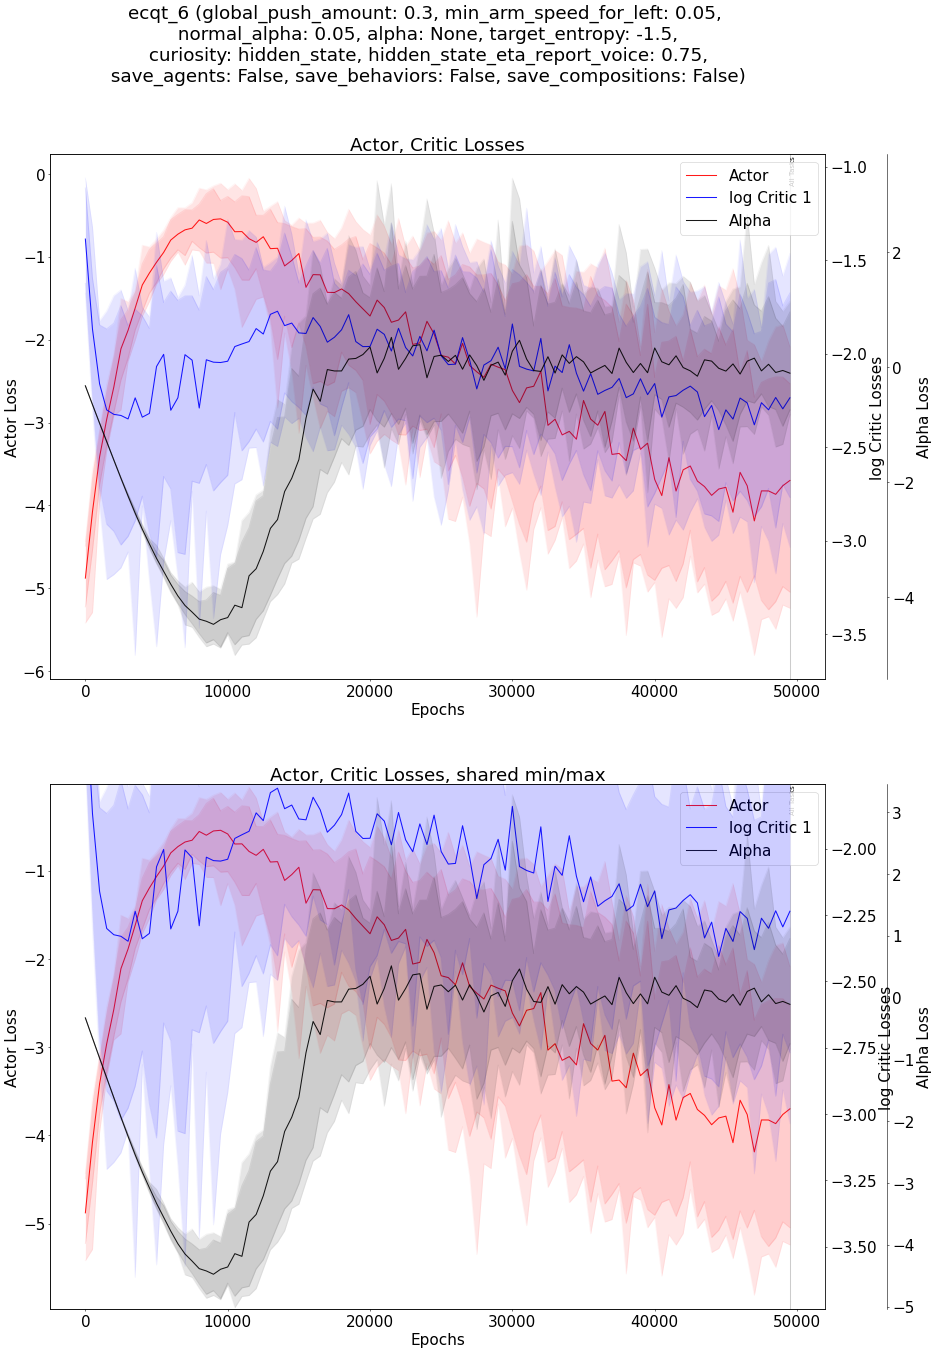 ecqt_6 (global_push_amount: 0.3, min_arm_speed_for_left: 0.05,
normal_alpha: 0.05, alpha: None, target_entropy: -1.5,
curiosity: hidden_state, hidden_state_eta_report_voice: 0.75,
save_agents: False, save_behaviors: False, save_compositions: False)
Actor, Critic Losses
Actor
log Critic 1
Alpha
All Tasks
0
−1
−2
−3
−4
−5
−6
Actor Loss
−1.0
−1.5
−2.0
−2.5
−3.0
−3.5
log Critic Losses
2
0
−2
−4
Alpha Loss
0 10000 20000 30000 40000 50000
Epochs
Actor, Critic Losses, shared min/max
Actor
log Critic 1
Alpha
All Tasks
−1
−2
−3
−4
−5
Actor Loss
−2.00
−2.25
−2.50
−2.75
−3.00
−3.25
−3.50
log Critic Losses
3
2
1
0
−1
−2
−3
−4
−5
Alpha Loss
0 10000 20000 30000 40000 50000
Epochs